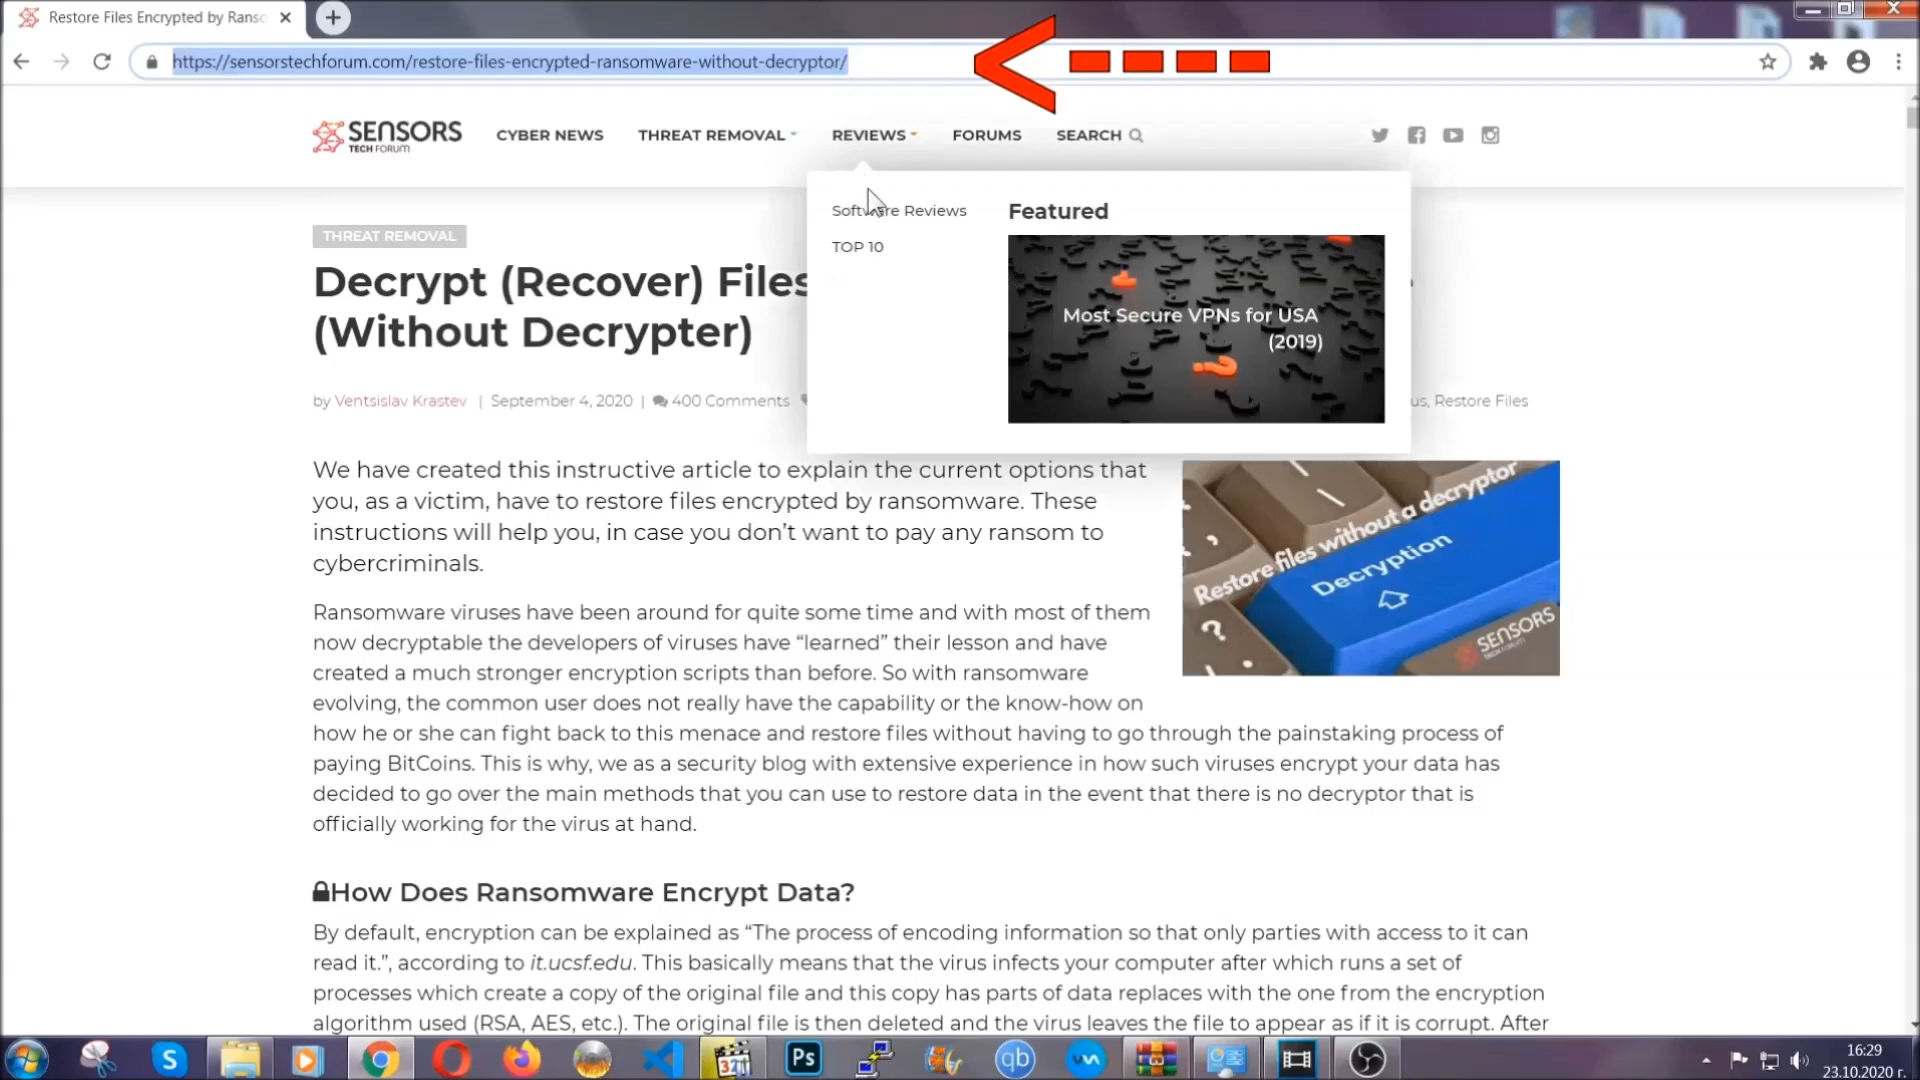 Restore Files Encrypted by Ranso
https://sensorstechforum.com/restore-files-encrypted-ransomware-without-decryptor/
SENSORS
TECH FORUM
CYBER NEWS
THREAT REMOVAL
REVIEWS
FORUMS
SEARCH
Software Reviews
TOP 10
Featured
Most Secure VPNs for USA
(2019)
THREAT REMOVAL
Decrypt (Recover) Files
(Without Decrypter)
by Ventsislav Krastev | September 4, 2020 | 400 Comments
us, Restore Files
We have created this instructive article to explain the current options that
you, as a victim, have to restore files encrypted by ransomware. These
instructions will help you, in case you don’t want to pay any ransom to
cybercriminals.
Restore files without a decryptor
Decryption
SENSORS
Ransomware viruses have been around for quite some time and with most of them
now decryptable the developers of viruses have “learned” their lesson and have
created a much stronger encryption scripts than before. So with ransomware
evolving, the common user does not really have the capability or the know-how on
how he or she can fight back to this menace and restore files without having to go through the painstaking process of
paying BitCoins. This is why, we as a security blog with extensive experience in how such viruses encrypt your data has
decided to go over the main methods that you can use to restore data in the event that there is no decryptor that is
officially working for the virus at hand.
How Does Ransomware Encrypt Data?
By default, encryption can be explained as “The process of encoding information so that only parties with access to it can
read it.”, according to it.ucsf.edu. This basically means that the virus infects your computer after which runs a set of
processes which create a copy of the original file and this copy has parts of data replaces with the one from the encryption
algorithm used (RSA, AES, etc.). The original file is then deleted and the virus leaves the file to appear as if it is corrupt. After
S
321
Ps
qb
16:29
23.10.2020 г.